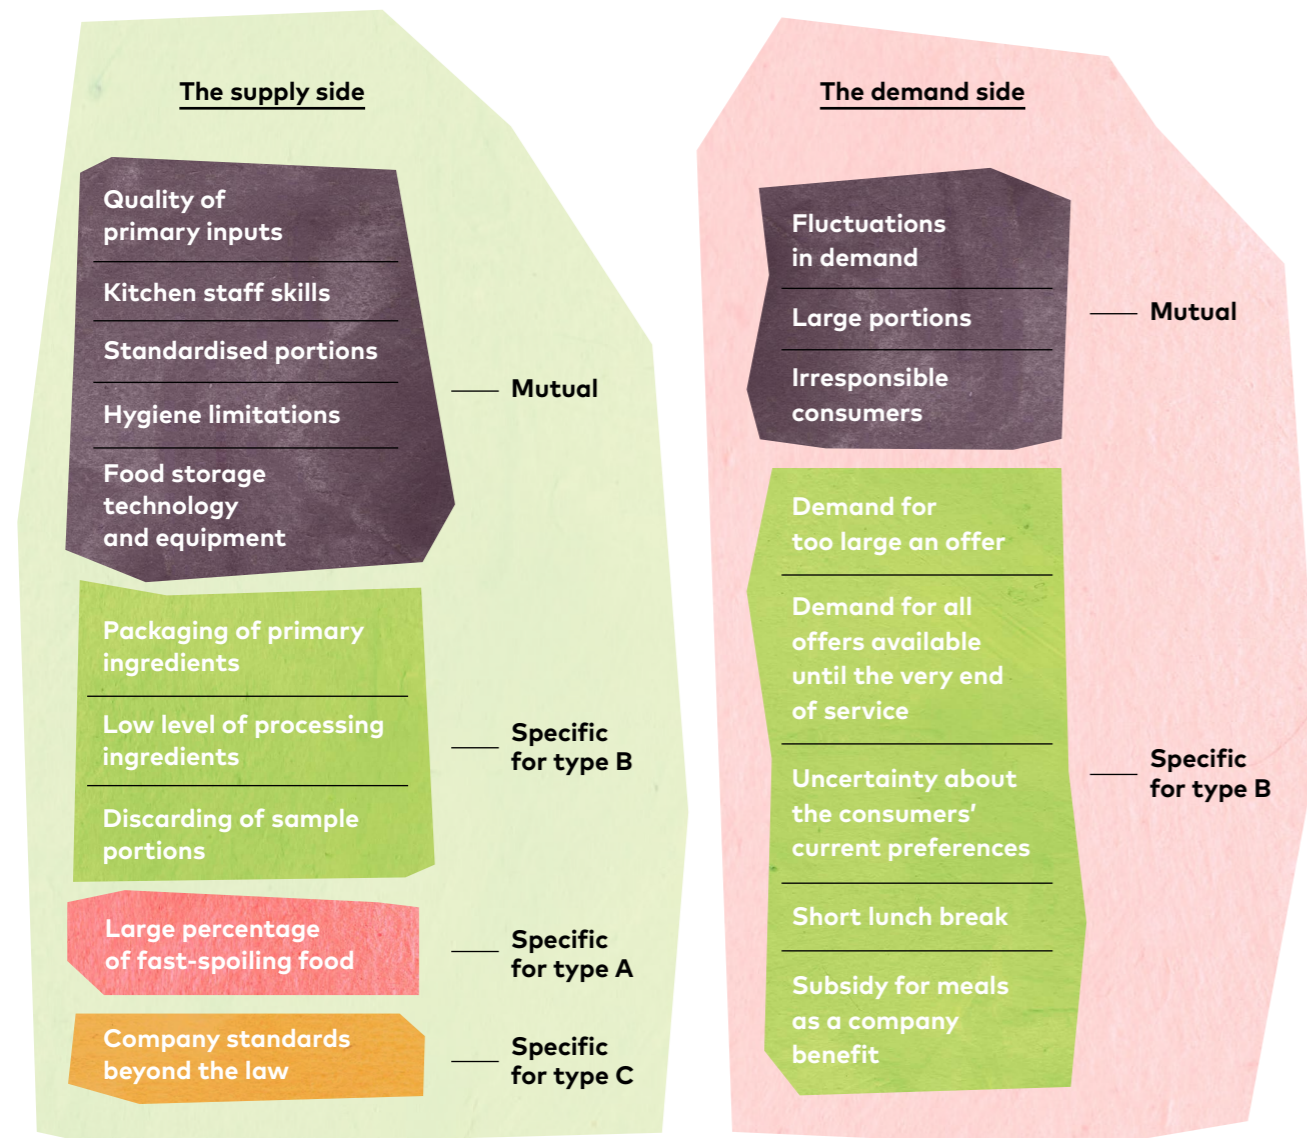 The supply side
Quality of
primary inputs
Kitchen staff skills
Standardised portions
Hygiene limitations
Food storage
technology
and equipment
Mutual
Packaging of primary
ingredients
Low level of processing
ingredients
Discarding of sample
portions
Specific
for type B
Large percentage
of fast-spoiling food
Specific
for type A
Company standards
beyond the law
Specific
for type C
The demand side
Fluctuations
in demand
Large portions
Irresponsible
consumers
Mutual
Demand for
too large an offer
Demand for all
offers available
until the very end
of service
Uncertainty about
the consumers’
current preferences
Short lunch break
Subsidy for meals
as a company
benefit
Specific
for type B